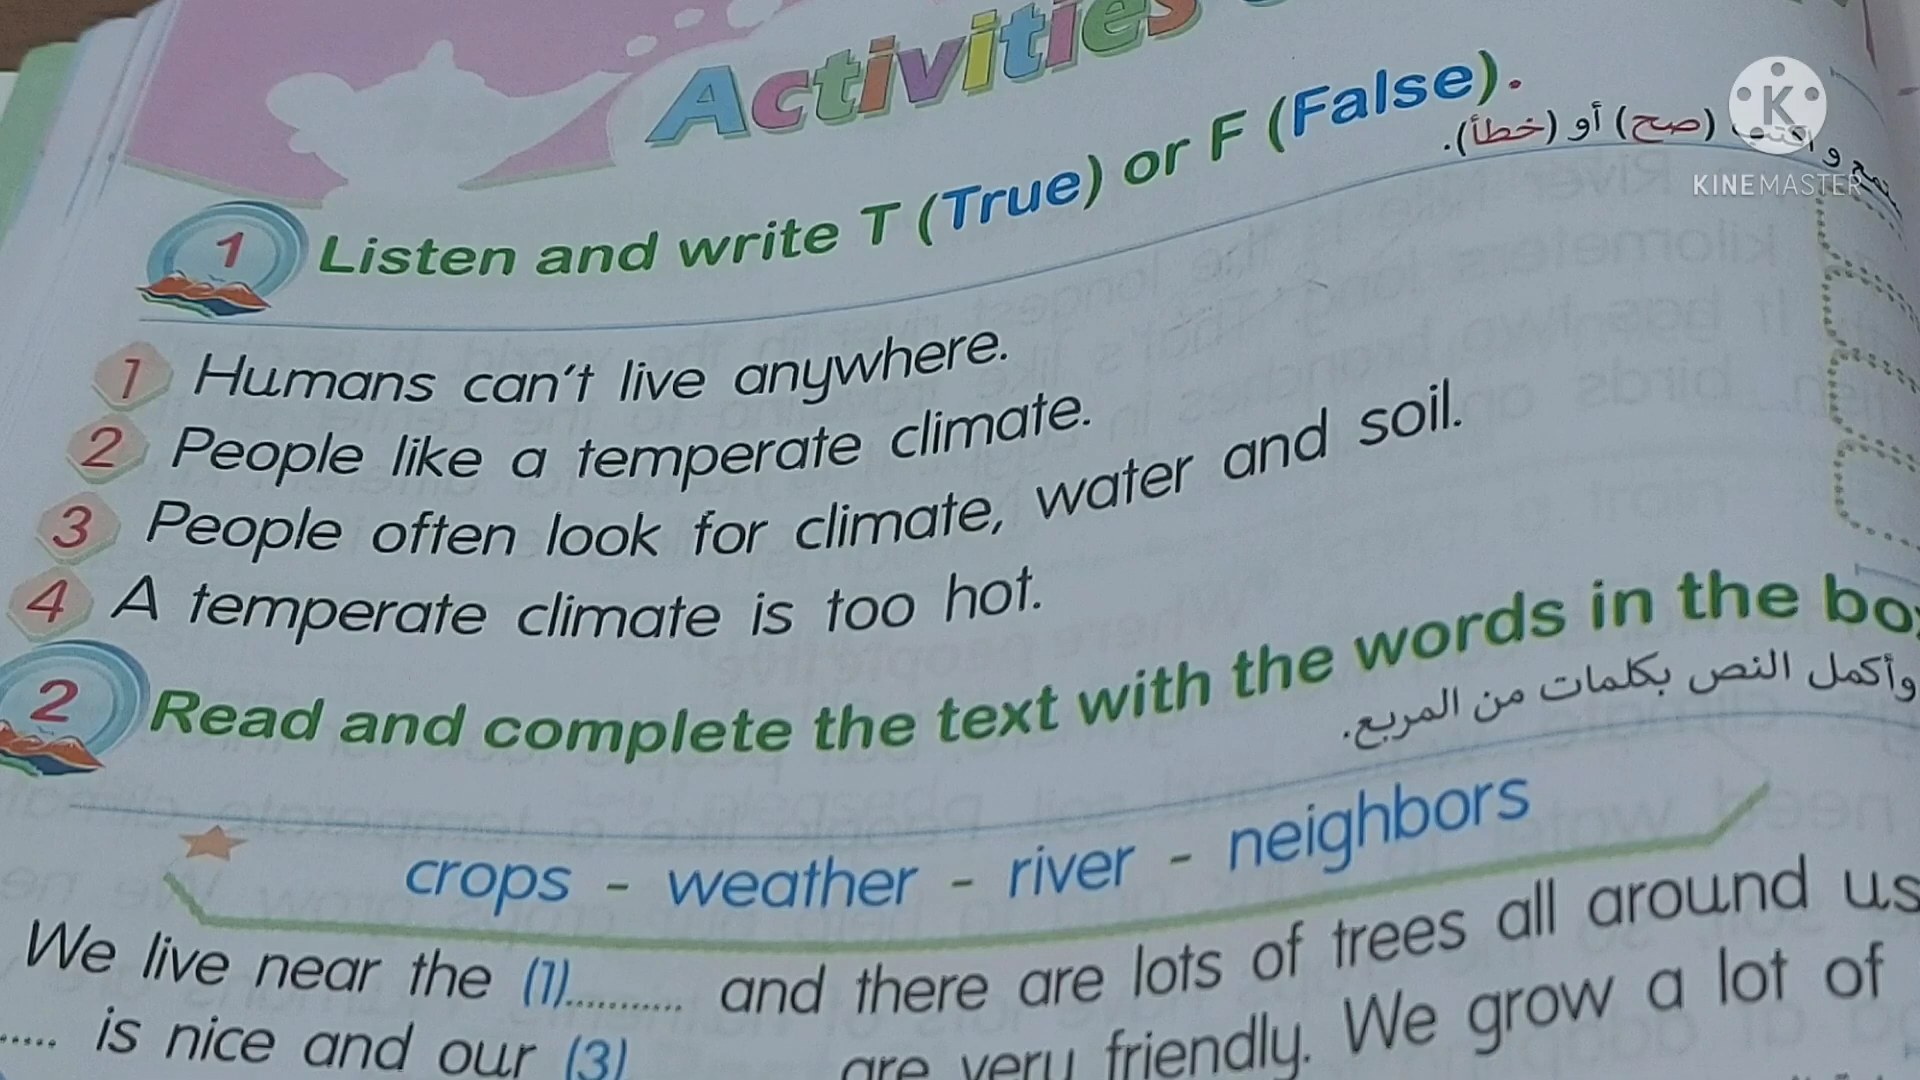 Activities
1 Listen and write T (True) or F (False).
(صح) أو (خطأ).
KINEMASTER
1 Humans can't live anywhere.
2 People like a temperate climate.
3 People often look for climate, water and soil.
4 A temperate climate is too hot.
2 Read and complete the text with the words in the
وأكمل النص بكلمات من المربع.
crops - weather - river - neighbors
We live near the (1)........... and there are lots of trees all around us
..... is nice and our (3) are very friendly. We grow a lot of